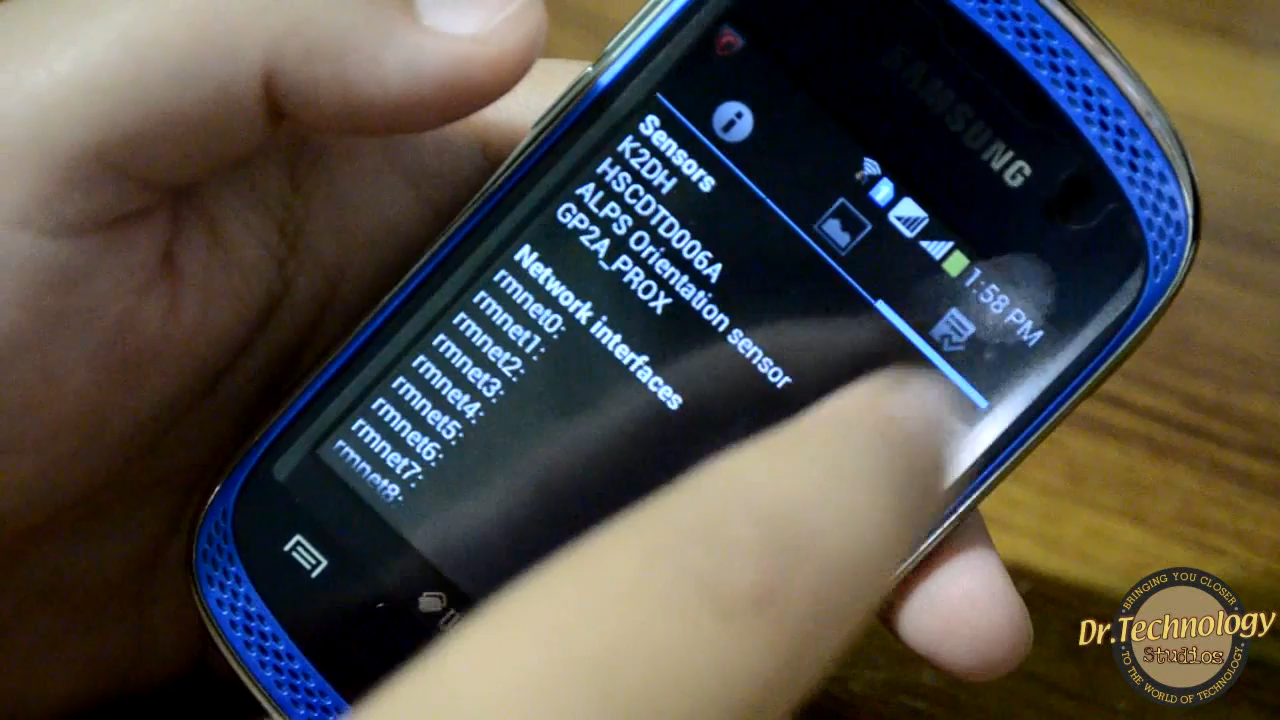 SAMSUNG
1:58 PM
Sensors
K2DH
HSCDTD006A
ALPS Orientation sensor
GP2A_PROX
Network interfaces
rmnet0:
rmnet1:
rmnet2:
rmnet3:
rmnet4:
rmnet5:
rmnet6:
rmnet7:
rmnet8:
BRINGING YOU CLOSER
Dr.Technology
Studios
TO THE WORLD OF TECHNOLOGY